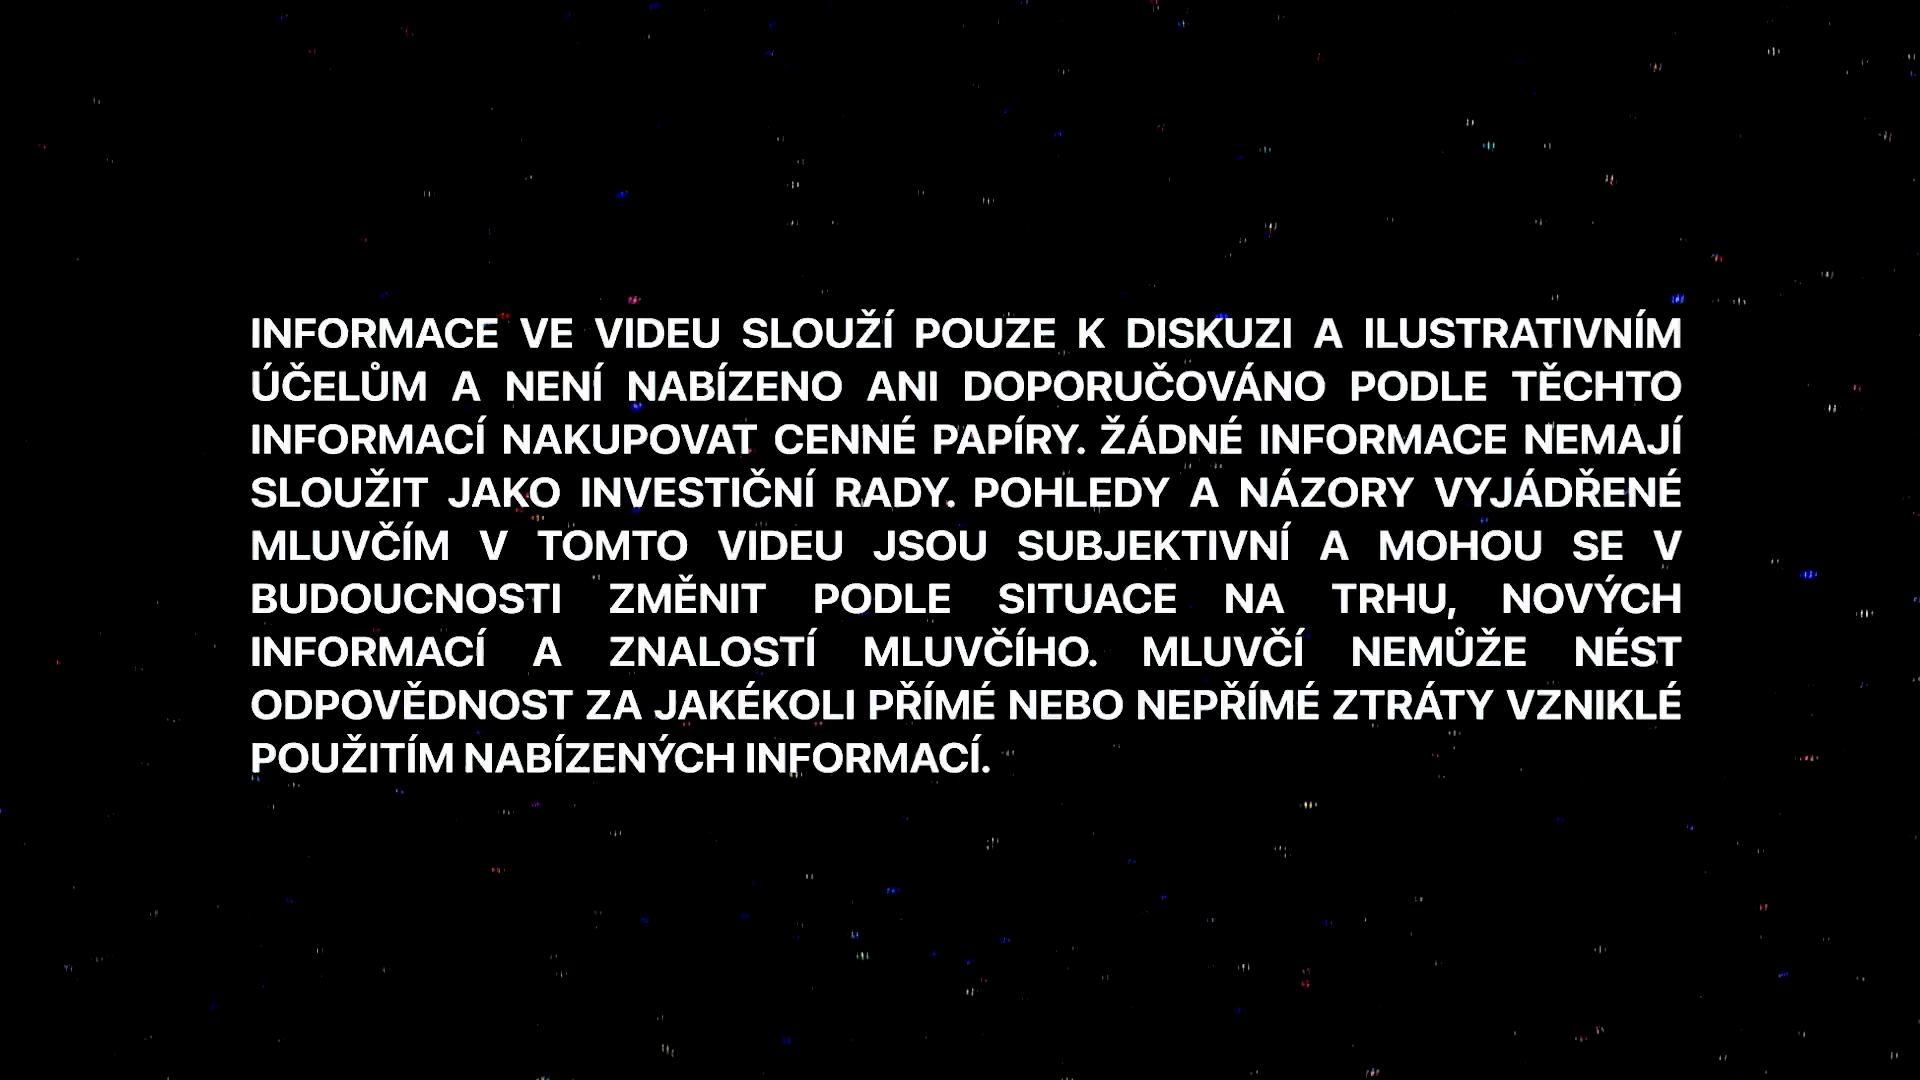 INFORMACE VE VIDEU SLOUŽÍ POUZE K DISKUZI A ILUSTRATIVNÍM
ÚČELŮM A NENÍ NABÍZENO ANI DOPORUČOVÁNO PODLE TĚCHTO
INFORMACÍ NAKUPOVAT CENNÉ PAPÍRY. ŽÁDNÉ INFORMACE NEMAJÍ
SLOUŽIT JAKO INVESTIČNÍ RADY. POHLEDY A NÁZORY VYJÁDŘENÉ
MLUVČÍM V TOMTO VIDEU JSOU SUBJEKTIVNÍ A MOHOU SE V
BUDOUCNOSTI ZMĚNIT PODLE SITUACE NA TRHU, NOVÝCH
INFORMACÍ A ZNALOSTÍ MLUVČÍHO. MLUVČÍ NEMŮŽE NÉST
ODPOVĚDNOST ZA JAKÉKOLI PŘÍMÉ NEBO NEPŘÍMÉ ZTRÁTY VZNIKLÉ
POUŽITÍM NABÍZENÝCH INFORMACÍ.